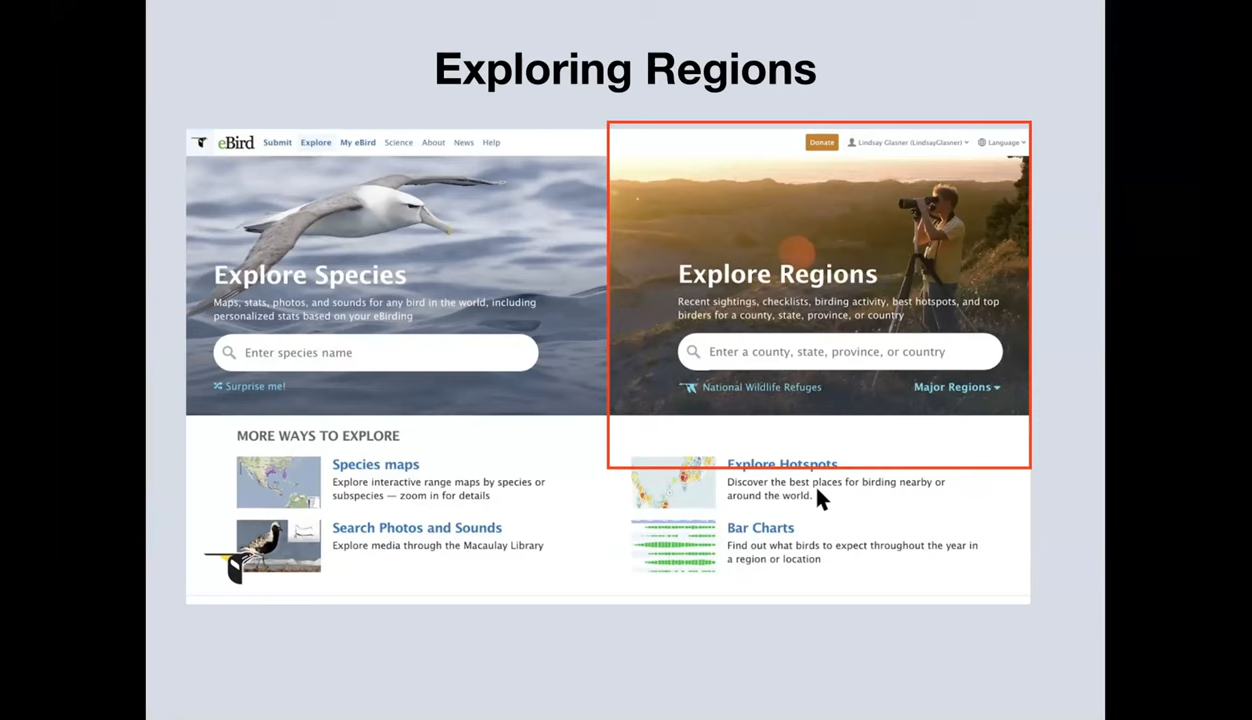 Exploring Regions
eBird Submit Explore My eBird Science About News Help
Donate Lindsay Glasner (LindsayGlasner) Language
Explore Species
Maps, stats, photos, and sounds for any bird in the world, including
personalized stats based on your eBirding
Enter species name
Surprise me!
Explore Regions
Recent sightings, checklists, birding activity, best hotspots, and top
birders for a county, state, province, or country
Enter a county, state, province, or country
National Wildlife Refuges
Major Regions
MORE WAYS TO EXPLORE
Species maps
Explore interactive range maps by species or
subspecies — zoom in for details
Explore Hotspots
Discover the best places for birding nearby or
around the world.
Search Photos and Sounds
Explore media through the Macaulay Library
Bar Charts
Find out what birds to expect throughout the year in
a region or location